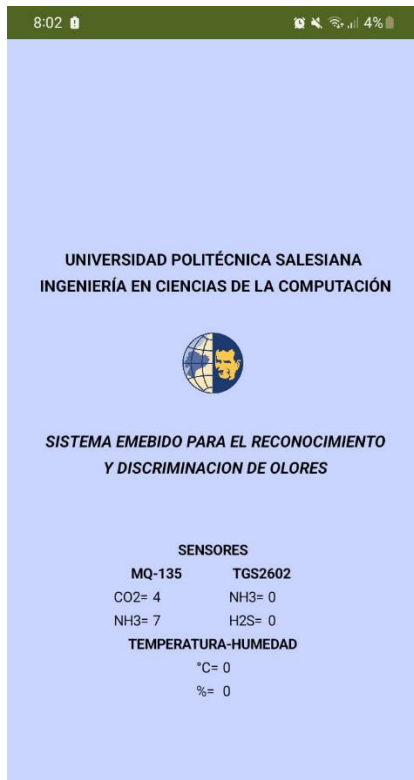 8:02 4%
UNIVERSIDAD POLITÉCNICA SALESIANA
INGENIERÍA EN CIENCIAS DE LA COMPUTACIÓN
SISTEMA EMEBIDO PARA EL RECONOCIMIENTO
Y DISCRIMINACION DE OLORES
SENSORES
MQ-135 TGS2602
CO2= 4 NH3= 0
NH3= 7 H2S= 0
TEMPERATURA-HUMEDAD
°C= 0
%= 0